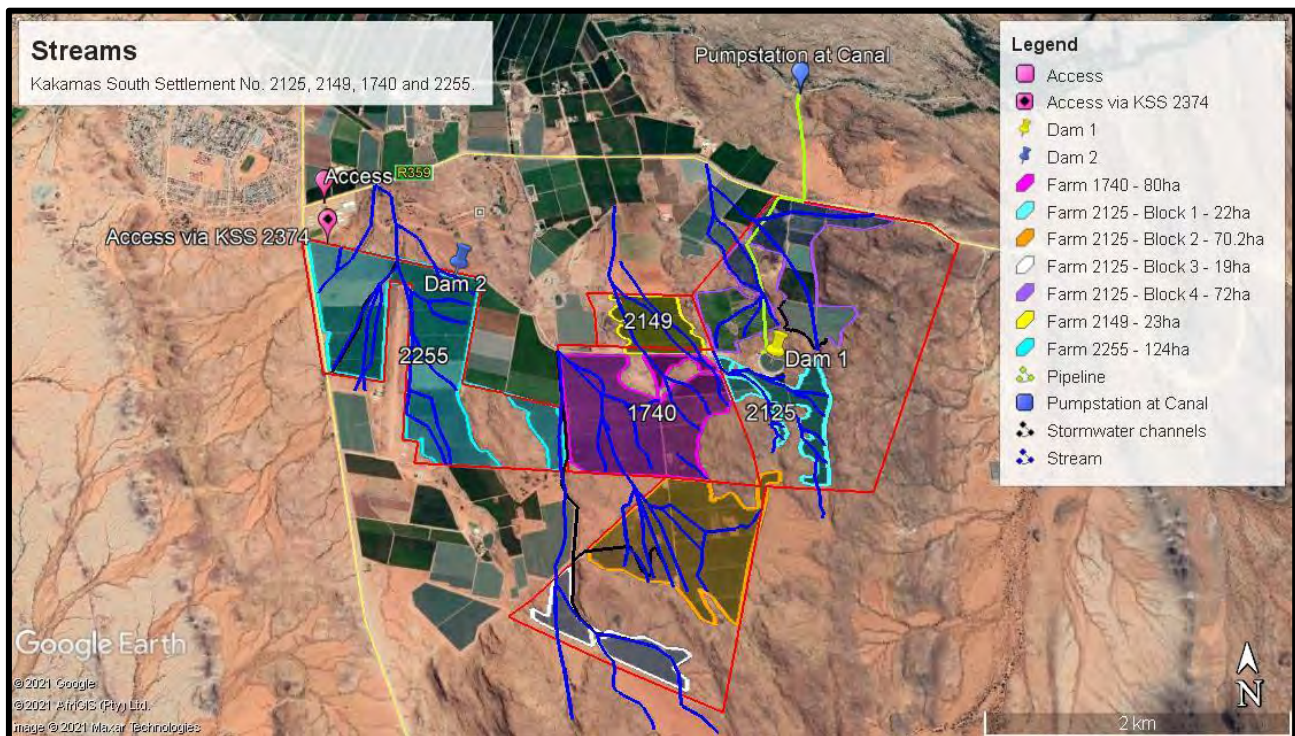 Streams
Kakamas South Settlement No. 2125, 2149, 1740 and 2255.
Pumpstation at Canal
Access
R359
Access via KSS 2374
Dam 2
2149
Dam 1
2255
1740
2125
Legend
Access
Access via KSS 2374
Dam 1
Dam 2
Farm 1740 - 80ha
Farm 2125 - Block 1 - 22ha
Farm 2125 - Block 2 - 70.2ha
Farm 2125 - Block 3 - 19ha
Farm 2125 - Block 4 - 72ha
Farm 2149 - 23ha
Farm 2255 - 124ha
Pipeline
Pumpstation at Canal
Stormwater channels
Stream
Google Earth
© 2021 Google
© 2021 AfriGIS (Pty) Ltd.
Image © 2021 Maxar Technologies
N
2 km